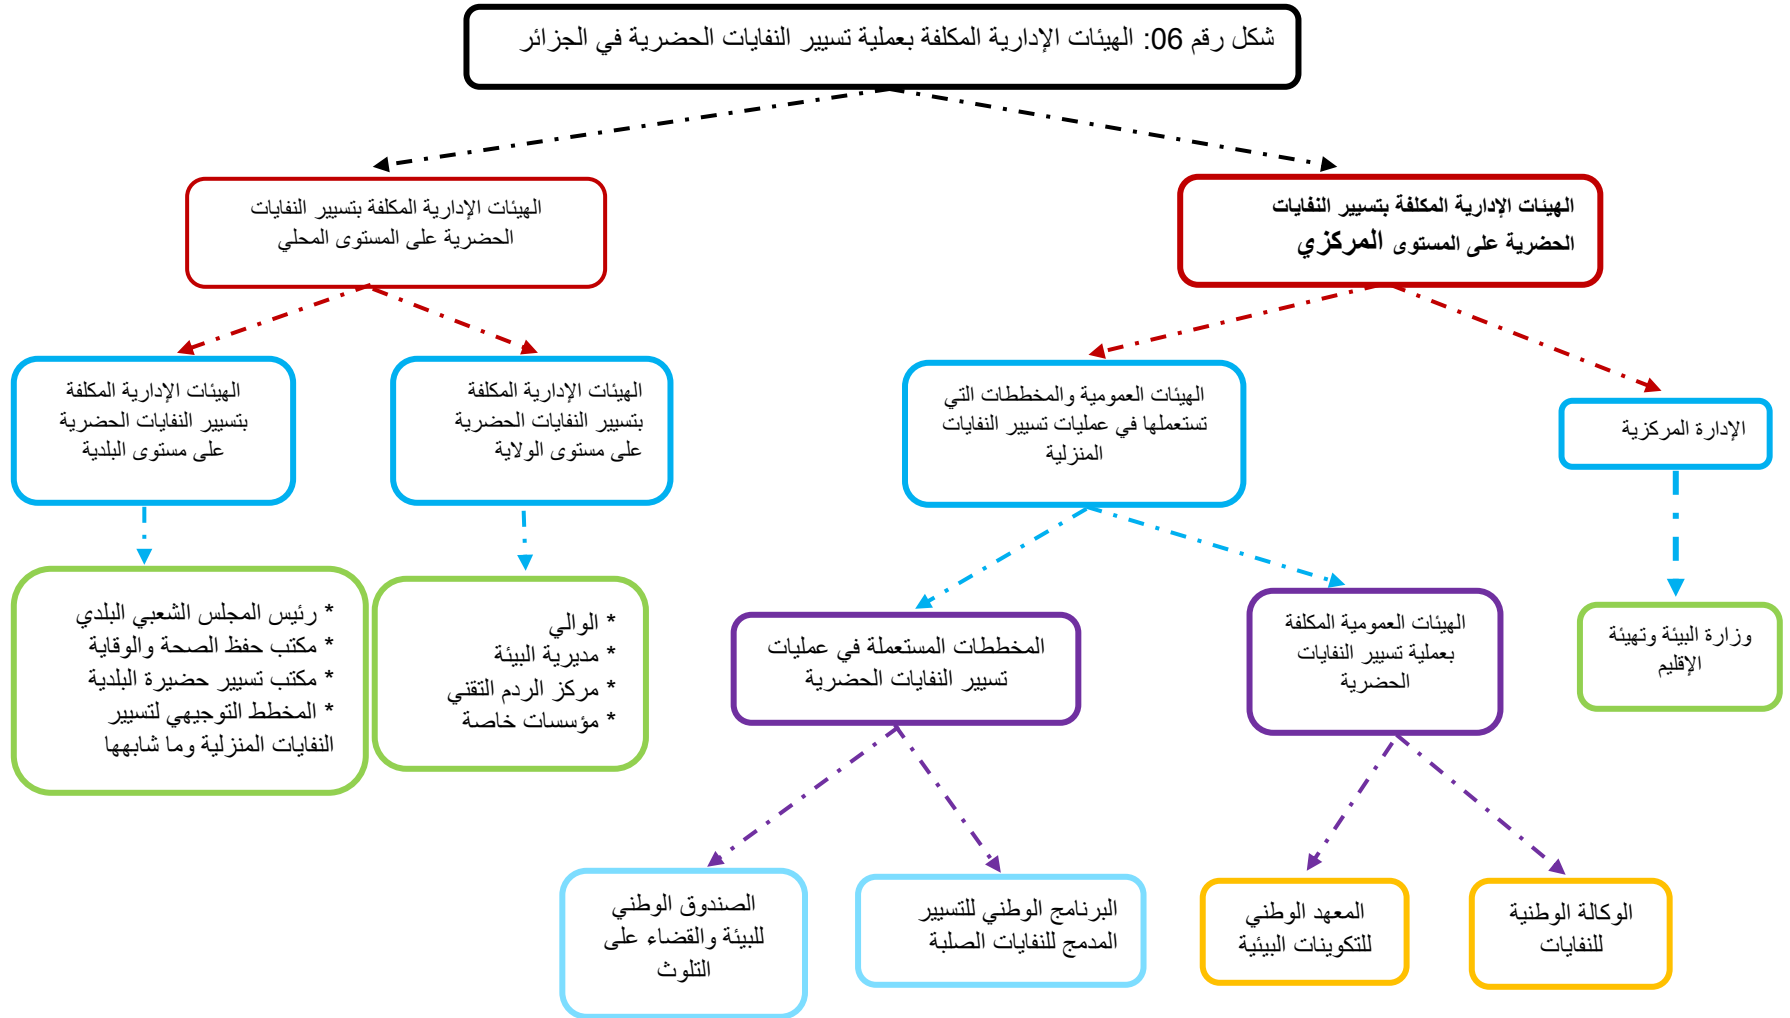 شكل رقم 06: الهيئات الإدارية المكلفة بعملية تسيير النفايات الحضرية في الجزائر
الهيئات الإدارية المكلفة بتسيير النفايات
الحضرية على المستوى المركزي
الهيئات الإدارية المكلفة بتسيير النفايات
الحضرية على المستوى المحلي
الإدارة المركزية
الهيئات العمومية والمخططات التي
تستعملها في عمليات تسيير النفايات
المنزلية
الهيئات الإدارية المكلفة
بتسيير النفايات الحضرية
على مستوى الولاية
الهيئات الإدارية المكلفة
بتسيير النفايات الحضرية
على مستوى البلدية
وزارة البيئة وتهيئة
الإقليم
الهيئات العمومية المكلفة
بعملية تسيير النفايات
الحضرية
المخططات المستعملة في عمليات
تسيير النفايات الحضرية
* الوالي
* مديرية البيئة
* مركز الردم التقني
* مؤسسات خاصة
* رئيس المجلس الشعبي البلدي
* مكتب حفظ الصحة والوقاية
* مكتب تسيير حضيرة البلدية
* المخطط التوجيهي لتسيير
النفايات المنزلية وما شابهها
الوكالة الوطنية
للنفايات
المعهد الوطني
للتكوينات البيئية
البرنامج الوطني للتسيير
المدمج للنفايات الصلبة
الصندوق الوطني
للبيئة والقضاء على
التلوث